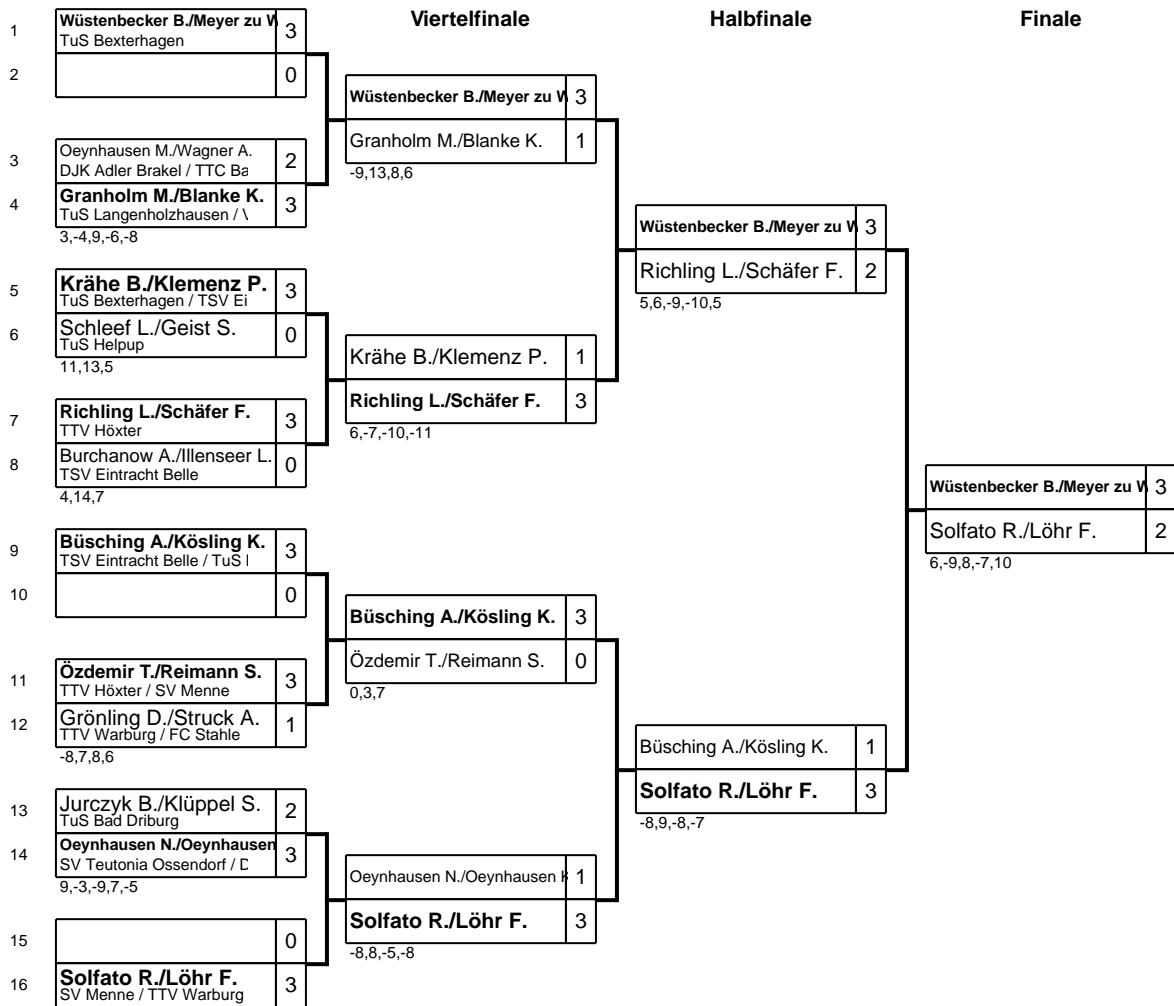 Viertelfinale
Halbfinale
Finale
1
Wüstenbecker B./Meyer zu W
3
TuS Bexterhagen
2
0
3
Oeynhausen M./Wagner A.
2
DJK Adler Brakel / TTC Ba
4
Granholm M./Blanke K.
3
TuS Langenholzhausen /
3,-4,9,-6,-8
5
Krähe B./Klemenz P.
3
TuS Bexterhagen / TSV Ei
6
Schleef L./Geist S.
0
TuS Helpup
11,13,5
7
Richling L./Schäfer F.
3
TTV Höxter
8
Burchanow A./Illenseer L.
0
TSV Eintracht Belle
4,14,7
9
Büsching A./Kösling K.
3
TSV Eintracht Belle / TuS
10
0
11
Özdemir T./Reimann S.
3
TTV Höxter / SV Menne
12
Grönling D./Struck A.
1
TTV Warburg / FC Stahle
-8,7,8,6
13
Jurczyk B./Klüppel S.
2
TuS Bad Driburg
14
Oeynhausen N./Oeynhausen
3
SV Teutonia Ossendorf /
9,-3,-9,7,-5
15
0
16
Solfato R./Löhr F.
3
SV Menne / TTV Warburg
Wüstenbecker B./Meyer zu W
3
Granholm M./Blanke K.
1
-9,13,8,6
Krähe B./Klemenz P.
1
Richling L./Schäfer F.
3
6,-7,-10,-11
Büsching A./Kösling K.
3
Özdemir T./Reimann S.
0
0,3,7
Oeynhausen N./Oeynhausen
1
Solfato R./Löhr F.
3
-8,8,-5,-8
Wüstenbecker B./Meyer zu W
3
Richling L./Schäfer F.
2
5,6,-9,-10,5
Büsching A./Kösling K.
1
Solfato R./Löhr F.
3
-8,9,-8,-7
Wüstenbecker B./Meyer zu W
3
Solfato R./Löhr F.
2
6,-9,8,-7,10